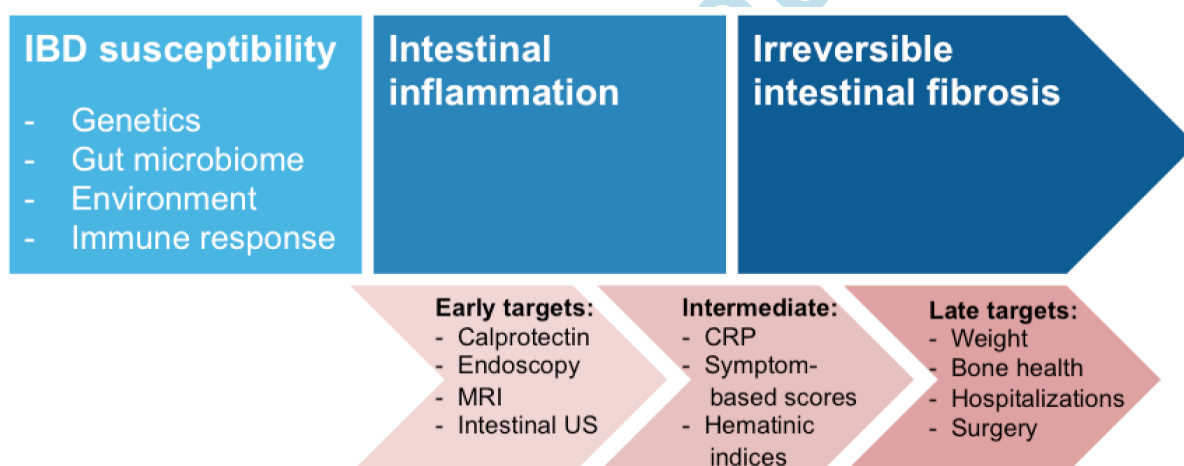 IBD susceptibility
- Genetics
- Gut microbiome
- Environment
- Immune response
Intestinal
inflammation
Irreversible
intestinal fibrosis
Early targets:
- Calprotectin
- Endoscopy
- MRI
- Intestinal US
Intermediate:
- CRP
- Symptom-
based scores
- Hematinic
indices
Late targets:
- Weight
- Bone health
- Hospitalizations
- Surgery